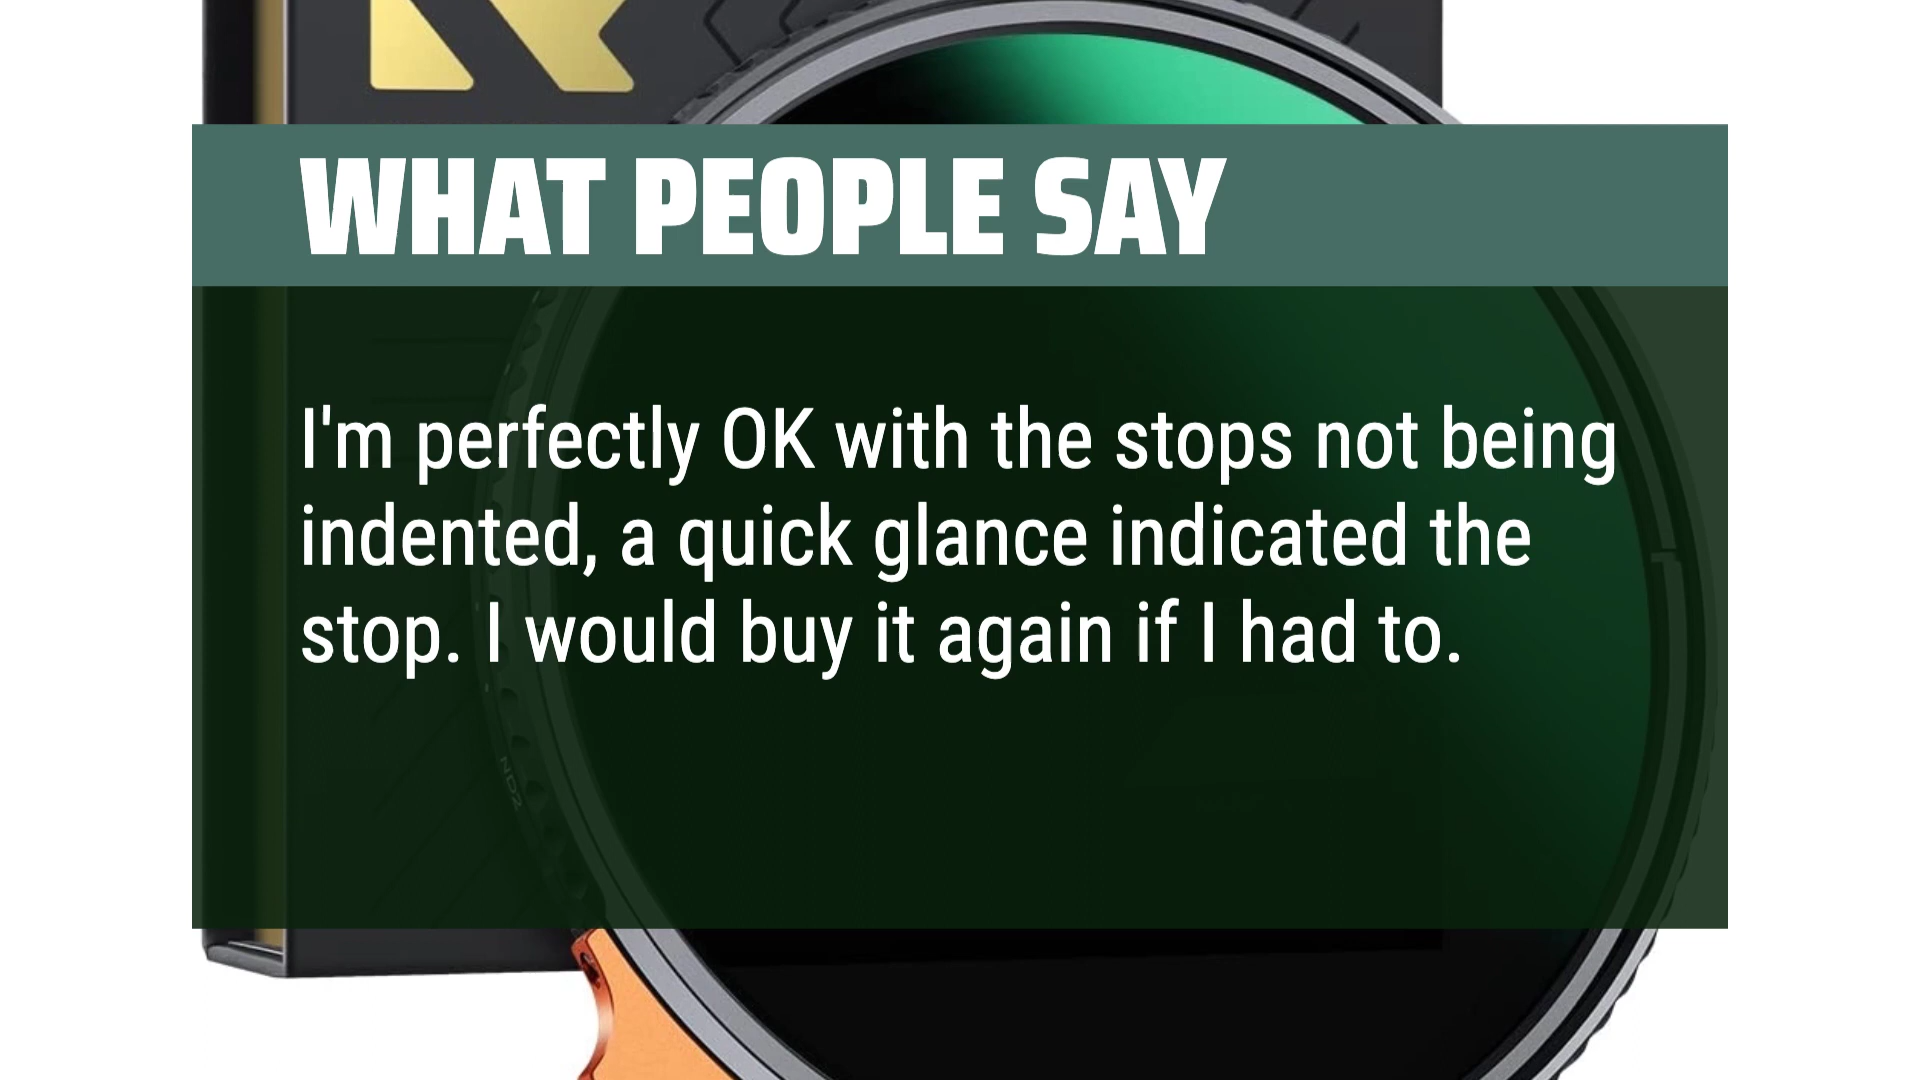 WHAT PEOPLE SAY
I'm perfectly OK with the stops not being
indented, a quick glance indicated the
stop. I would buy it again if I had to.
ND2